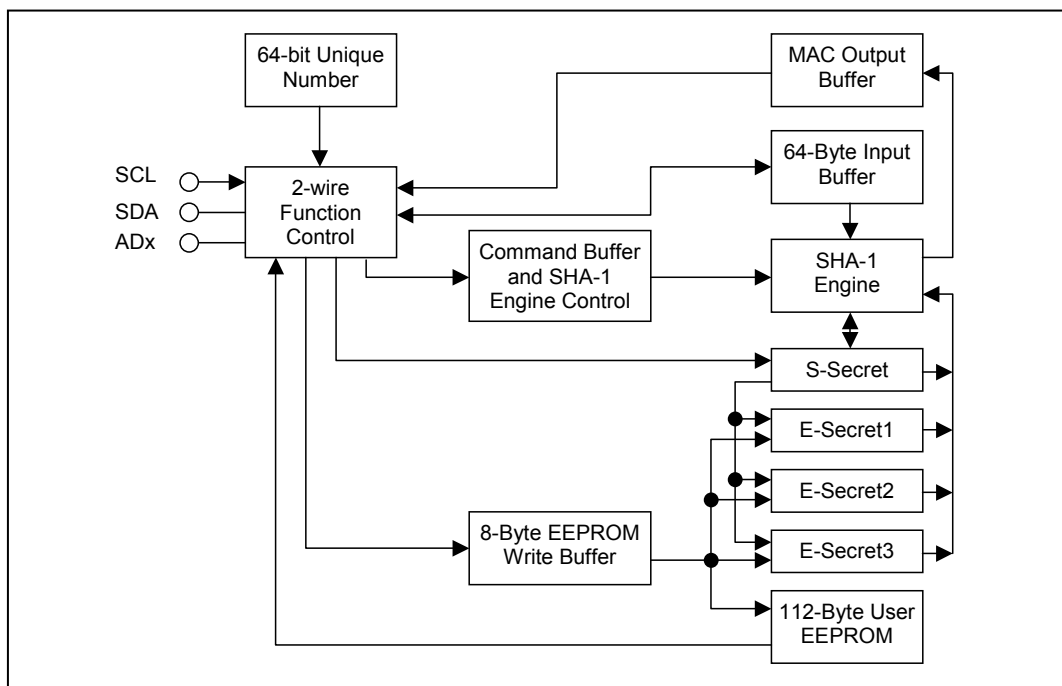 64-bit Unique
Number
MAC Output
Buffer
64-Byte Input
Buffer
SCL
SDA
ADx
2-wire
Function
Control
Command Buffer
and SHA-1
Engine Control
SHA-1
Engine
S-Secret
E-Secret1
E-Secret2
E-Secret3
8-Byte EEPROM
Write Buffer
112-Byte User
EEPROM